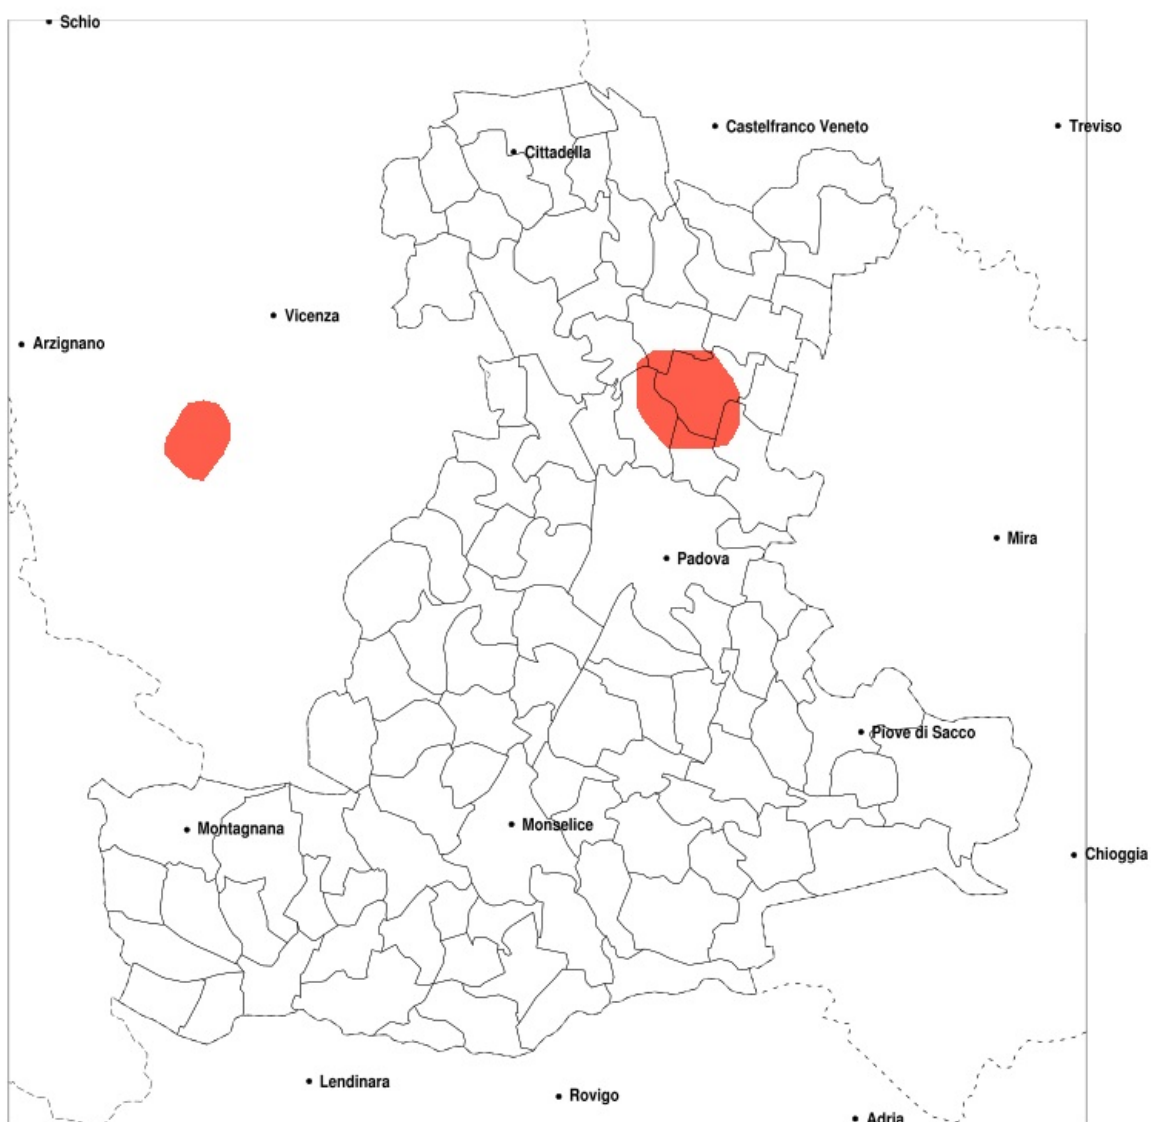 Schio
Castelfranco Veneto
Treviso
Cittadella
Vicenza
Arzignano
Mira
Padova
Piove di Sacco
Monselice
Montagnana
Chioggia
Lendinara
Rovigo
Adria